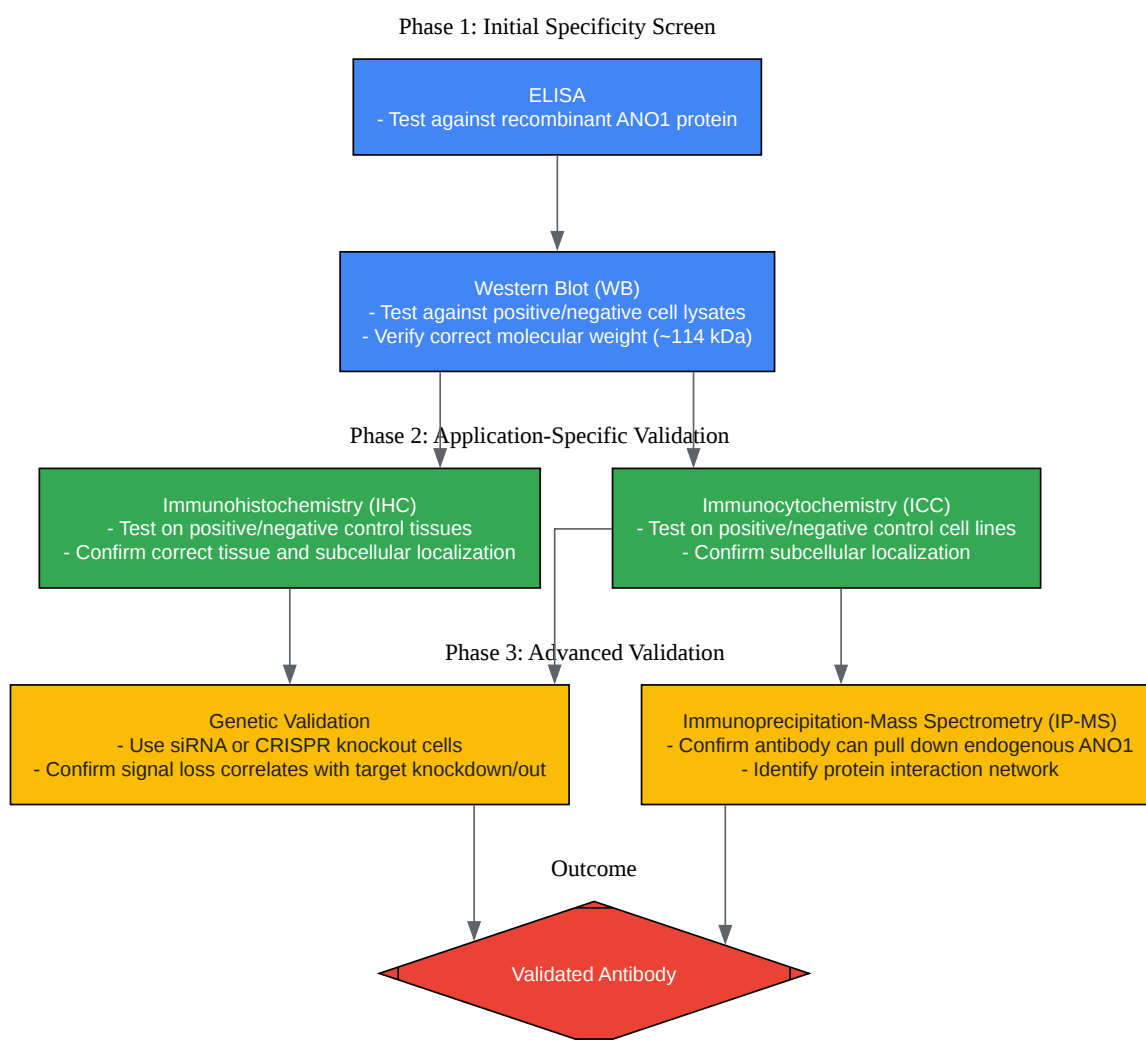 Phase 1: Initial Specificity Screen
ELISA
- Test against recombinant ANO1 protein
Western Blot (WB)
- Test against positive/negative cell lysates
- Verify correct molecular weight (~114 kDa)
Phase 2: Application-Specific Validation
Immunohistochemistry (IHC)
- Test on positive/negative control tissues
- Confirm correct tissue and subcellular localization
Immunocytochemistry (ICC)
- Test on positive/negative control cell lines
- Confirm subcellular localization
Phase 3: Advanced Validation
Genetic Validation
- Use siRNA or CRISPR knockout cells
- Confirm signal loss correlates with target knockdown/out
Immunoprecipitation-Mass Spectrometry (IP-MS)
- Confirm antibody can pull down endogenous ANO1
- Identify protein interaction network
Outcome
Validated Antibody